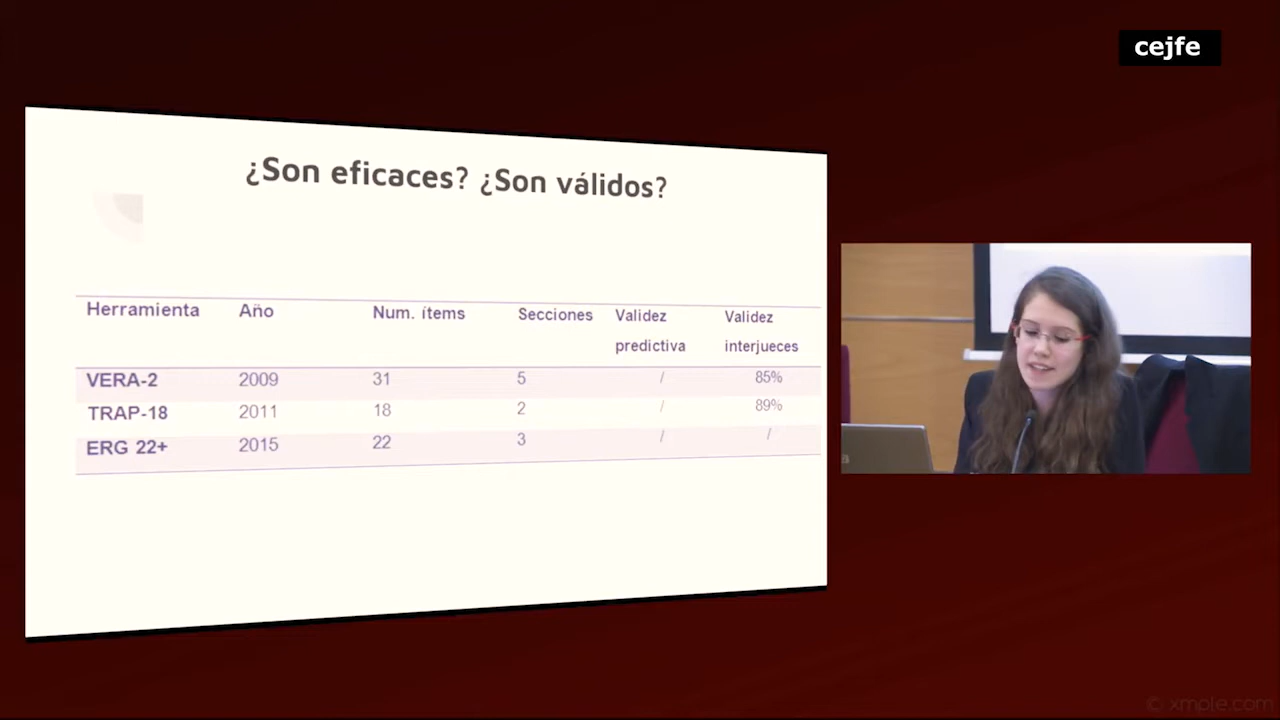 cejfe
¿Son eficaces? ¿Son válidos?
Herramienta Año Num. ítems Secciones Validez predictiva Validez interjueces
VERA-2 2009 31 5 / 85%
TRAP-18 2011 18 2 / 89%
ERG 22+ 2015 22 3 / /
© xmple.com